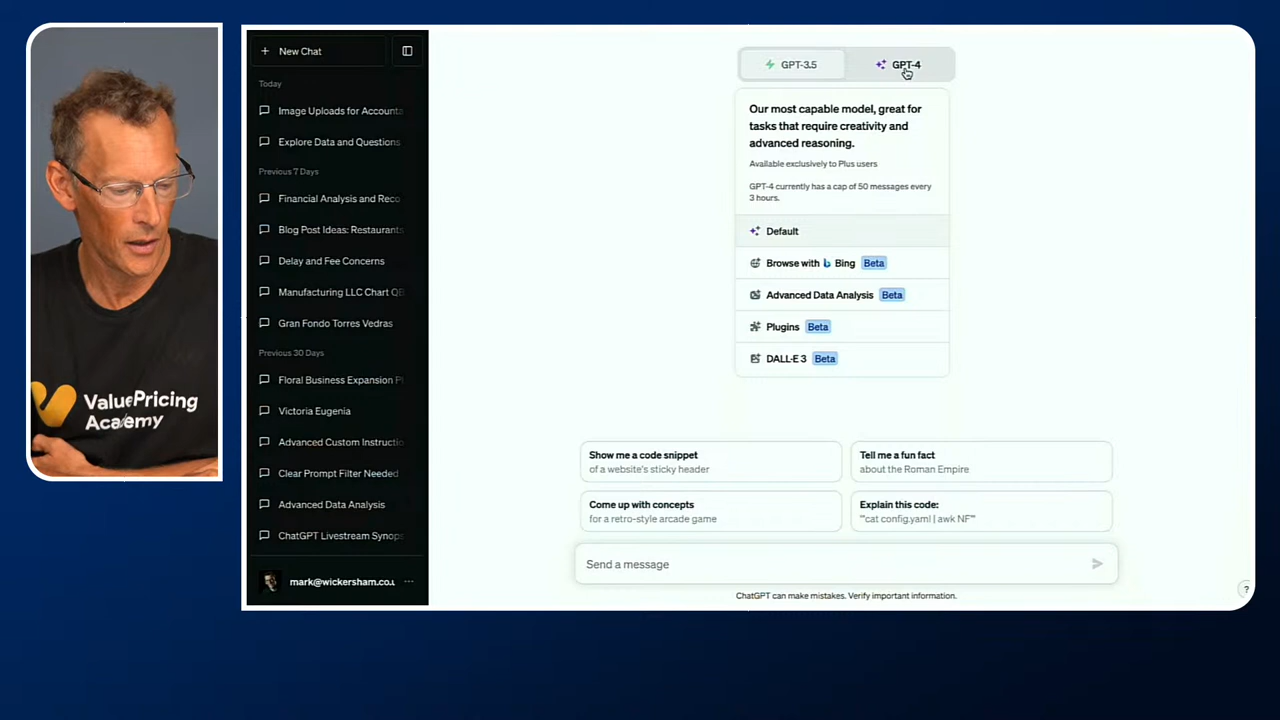 ValuePricing
Academy
New Chat
Today
Image Uploads for Accounta
Explore Data and Questions
Previous 7 Days
Financial Analysis and Reco
Blog Post Ideas: Restaurants
Delay and Fee Concerns
Manufacturing LLC Chart QB
Gran Fondo Torres Vedras
Previous 30 Days
Floral Business Expansion Pl
Victoria Eugenia
Advanced Custom Instructio
Clear Prompt Filter Needed
Advanced Data Analysis
ChatGPT Livestream Synops
mark@wickersham.co.u
GPT-3.5
GPT-4
Our most capable model, great for
tasks that require creativity and
advanced reasoning.
Available exclusively to Plus users
GPT-4 currently has a cap of 50 messages every
3 hours.
Default
Browse with Bing Beta
Advanced Data Analysis Beta
Plugins Beta
DALL·E 3 Beta
Show me a code snippet
of a website's sticky header
Tell me a fun fact
about the Roman Empire
Come up with concepts
for a retro-style arcade game
Explain this code:
"`cat config.yaml | awk NF`"
Send a message
ChatGPT can make mistakes. Verify important information.
?